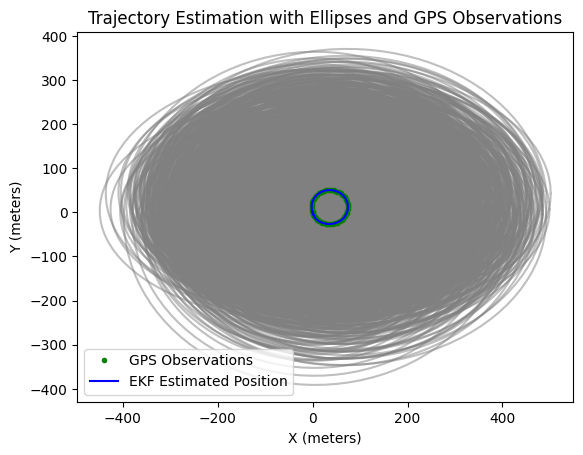 Trajectory Estimation with Ellipses and GPS Observations
400
300
200
100
0
−100
−200
−300
−400
Y (meters)
GPS Observations
EKF Estimated Position
−400 −200 0 200 400
X (meters)